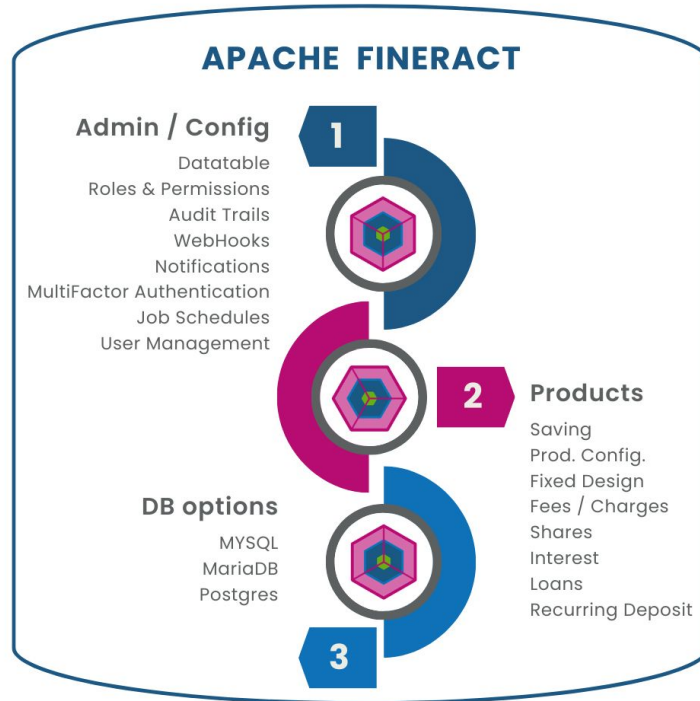 APACHE FINERACT
1
Admin / Config
Datatable
Roles & Permissions
Audit Trails
WebHooks
Notifications
MultiFactor Authentication
Job Schedules
User Management
2
Products
Saving
Prod. Config.
Fixed Design
Fees / Charges
Shares
Interest
Loans
Recurring Deposit
DB options
MYSQL
MariaDB
Postgres
3